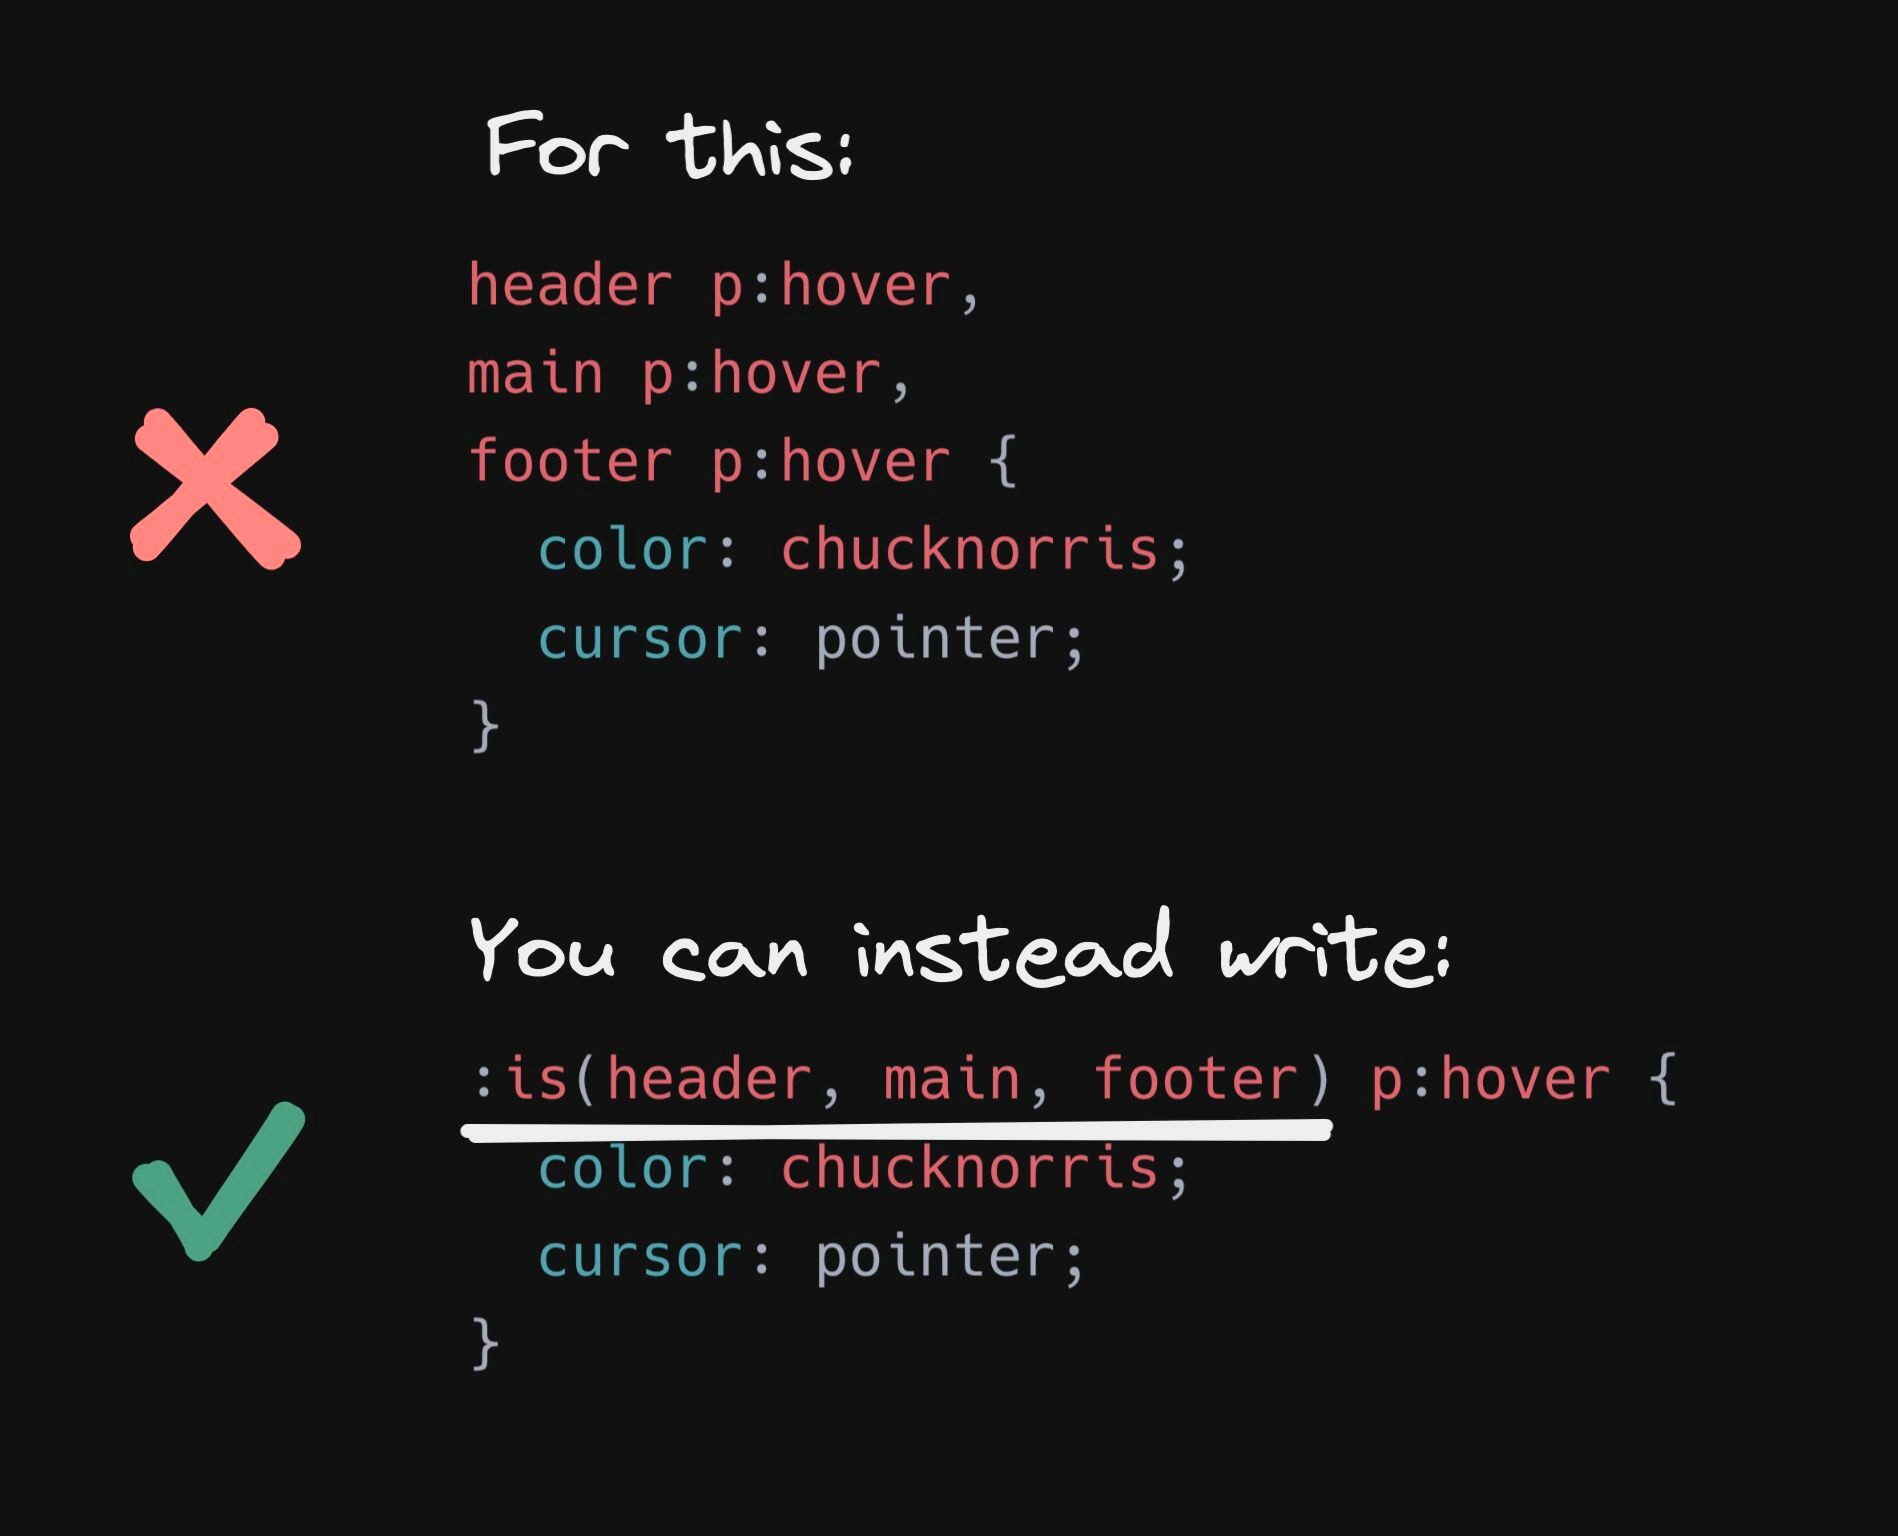 For this:
header p:hover,
main p:hover,
footer p:hover {
  color: chucknorris;
  cursor: pointer;
}
You can instead write:
:is(header, main, footer) p:hover {
  color: chucknorris;
  cursor: pointer;
}